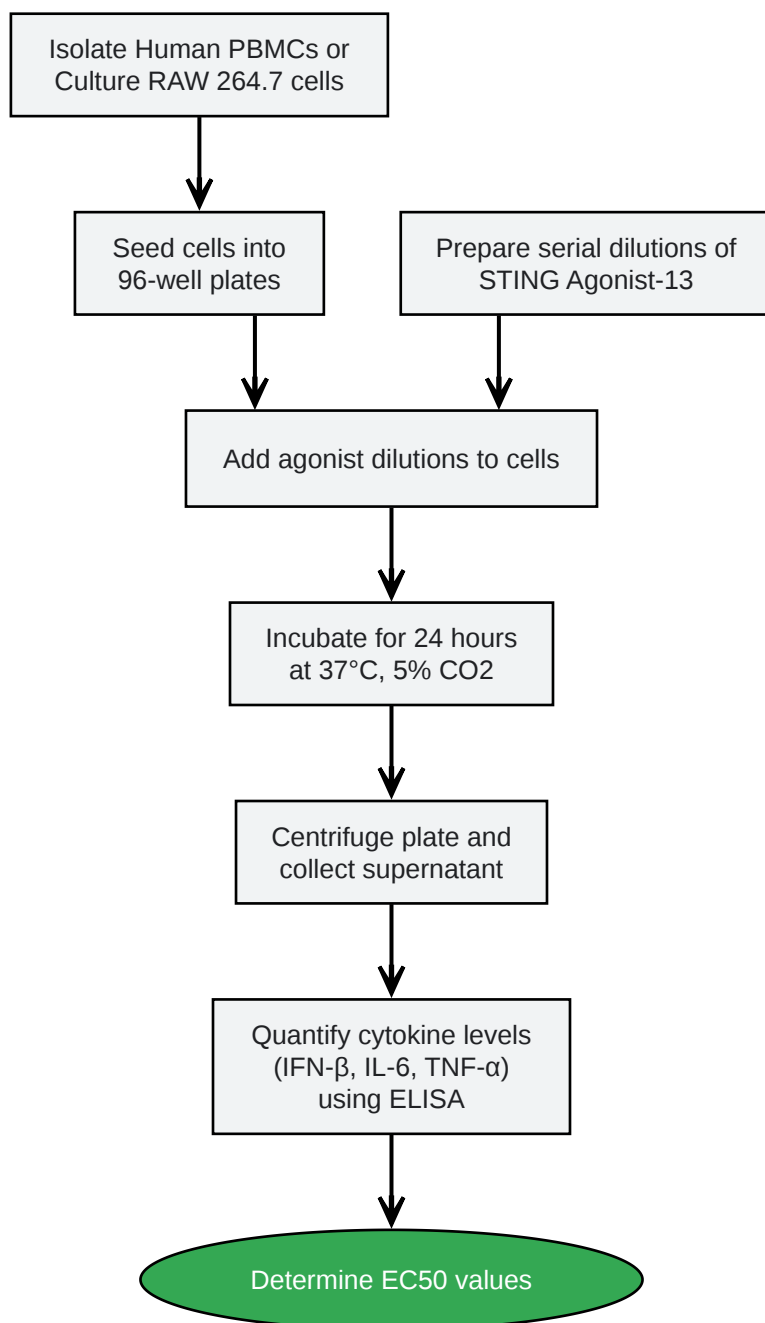 Isolate Human PBMCs or
Culture RAW 264.7 cells
Seed cells into
96-well plates
Prepare serial dilutions of
STING Agonist-13
Add agonist dilutions to cells
Incubate for 24 hours
at 37°C, 5% CO2
Centrifuge plate and
collect supernatant
Quantify cytokine levels
(IFN-β, IL-6, TNF-α)
using ELISA
Determine EC50 values